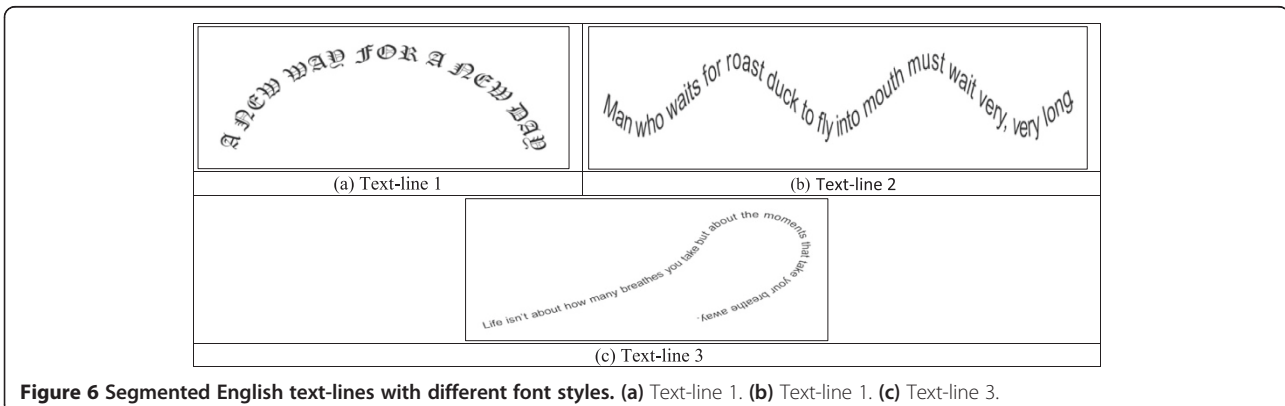 A NEW WAY FOR A NEW DAY
Man who waits for roast duck to fly into mouth must wait very, very long
(a) Text-line 1
(b) Text-line 2
Life isn't about how many breathes you take but about the moments that take your breathe away.
(c) Text-line 3
Figure 6 Segmented English text-lines with different font styles. (a) Text-line 1. (b) Text-line 1. (c) Text-line 3.